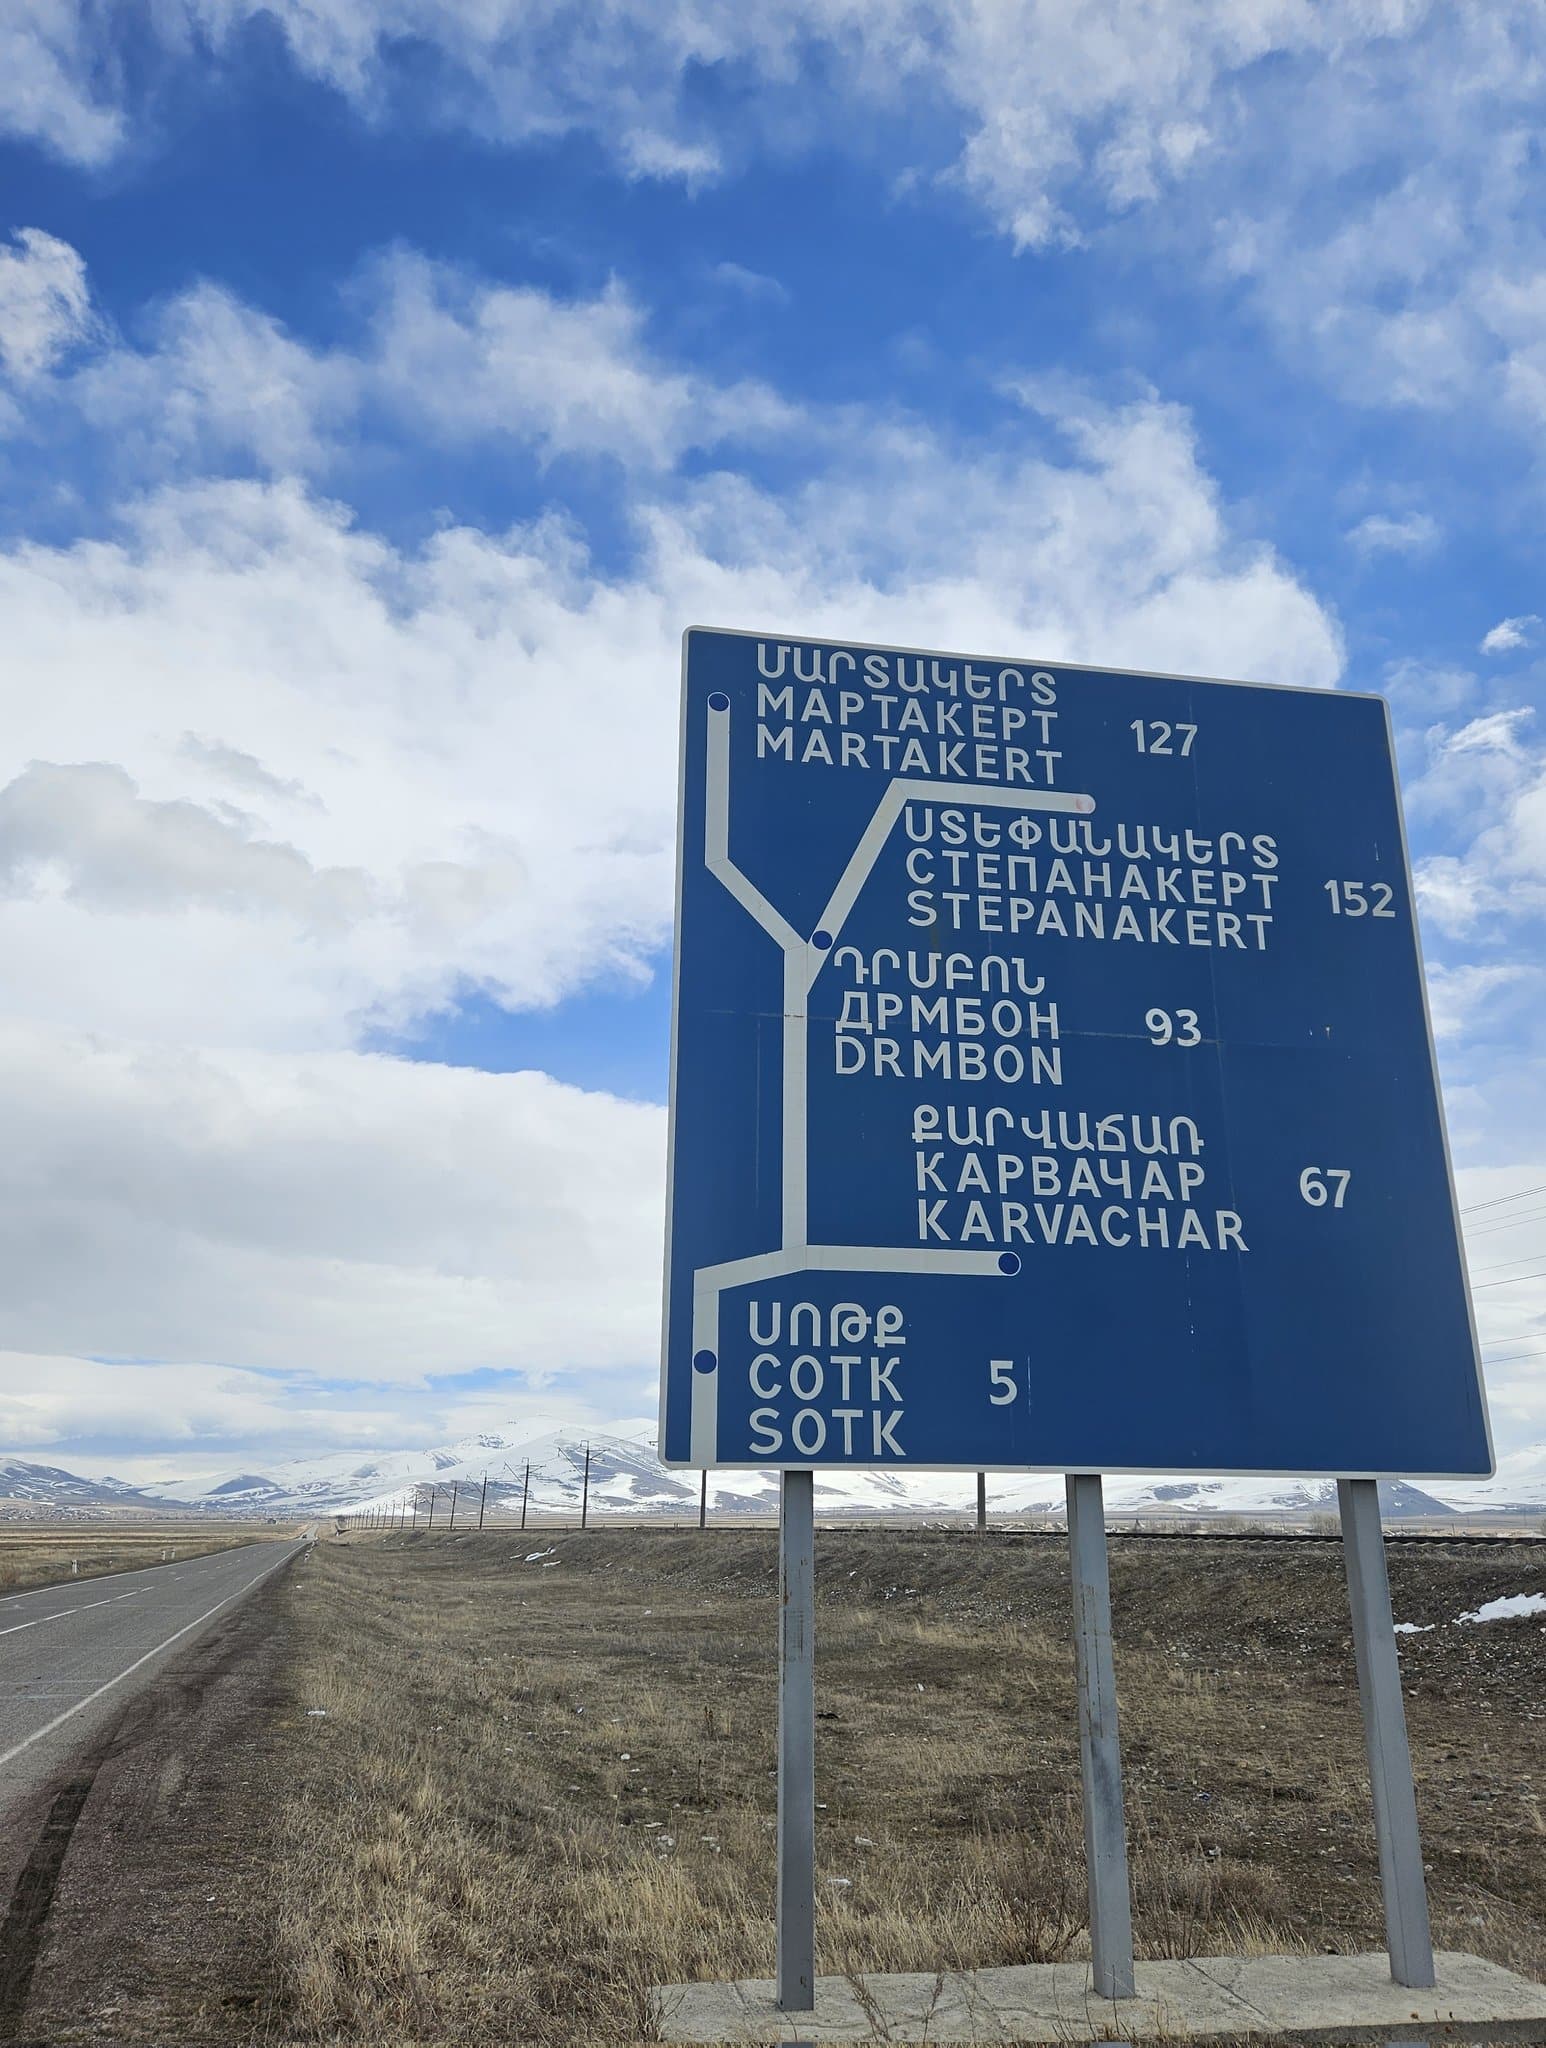 ՄԱՐՏԱԿԵՐՏ
МАРТАКЕРТ
MARTAKERT
127
ՍՏԵՓԱՆԱԿԵՐՏ
СТЕПАНАКЕРТ
STEPANAKERT
152
ԴՐՄԲՈՆ
ДРМБОН
DRMBON
93
ՔԱՐՎԱՃԱՌ
КАРВАЧАР
KARVACHAR
67
ՍՈԹՔ
СОТК
SOTK
5